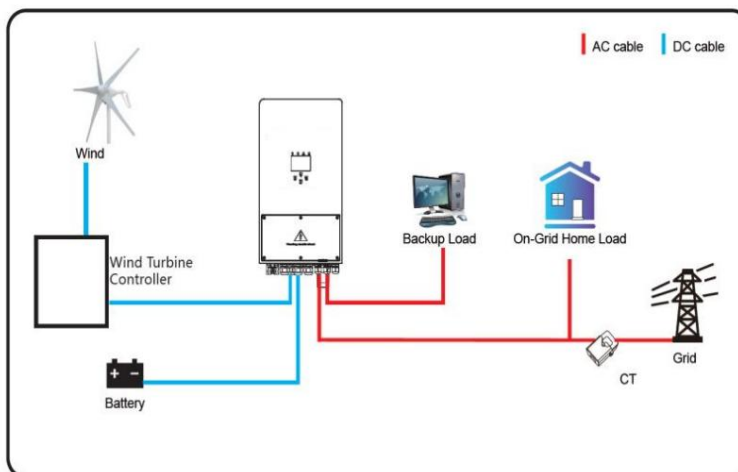 AC cable
DC cable
Wind
Wind Turbine
Controller
Backup Load
On-Grid Home Load
Grid
CT
Battery